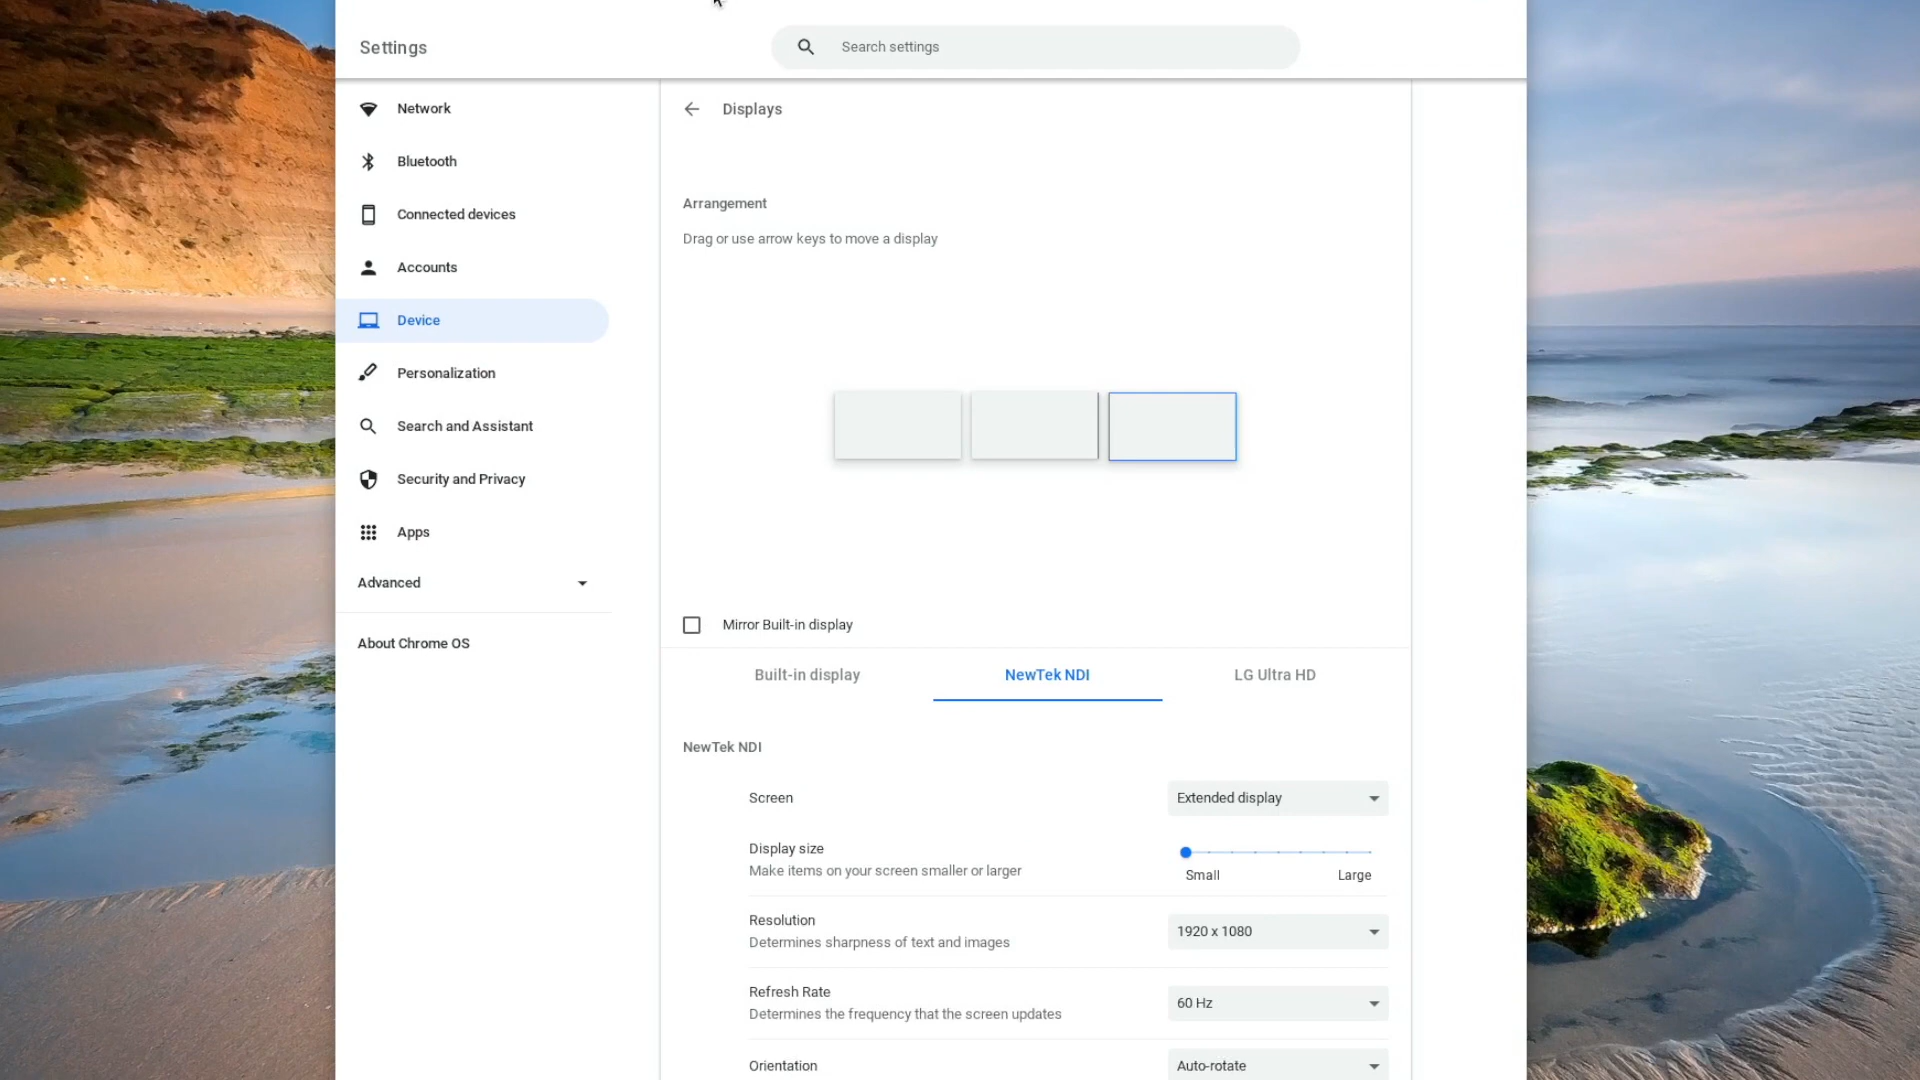 Settings
Search settings
Network
Bluetooth
Connected devices
Accounts
Device
Personalization
Search and Assistant
Security and Privacy
Apps
Advanced
About Chrome OS
Displays
Arrangement
Drag or use arrow keys to move a display
Mirror Built-in display
Built-in display
NewTek NDI
LG Ultra HD
NewTek NDI
Screen
Extended display
Display size
Make items on your screen smaller or larger
Small
Large
Resolution
Determines sharpness of text and images
1920 x 1080
Refresh Rate
Determines the frequency that the screen updates
60 Hz
Orientation
Auto-rotate